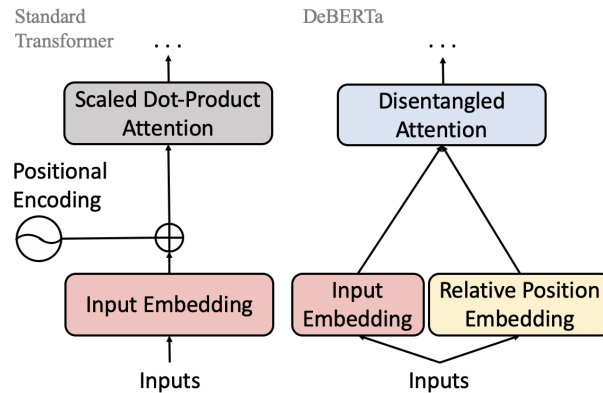 Standard
Transformer
...
Scaled Dot-Product
Attention
Positional
Encoding
Input Embedding
Inputs
DeBERTa
...
Disentangled
Attention
Input
Embedding
Relative Position
Embedding
Inputs